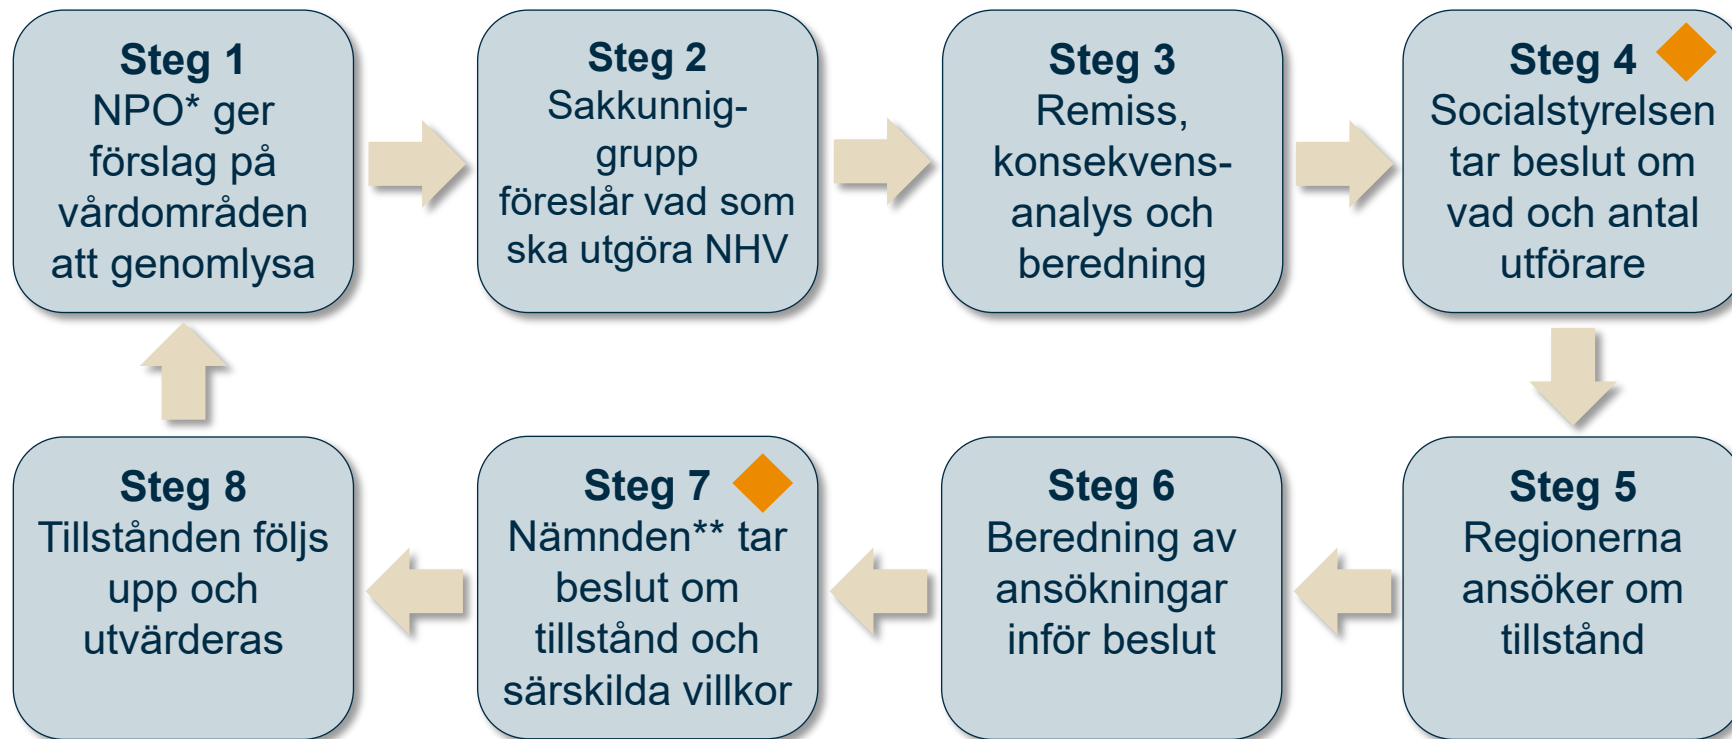 Steg 1
NPO* ger
förslag på
vårdområden
att genomlysa
Steg 2
Sakkunnig-
grupp
föreslår vad som
ska utgöra NHV
Steg 3
Remiss,
konsekvens-
analys och
beredning
Steg 4
Socialstyrelsen
tar beslut om
vad och antal
utförare
Steg 5
Regionerna
ansöker om
tillstånd
Steg 6
Beredning av
ansökningar
inför beslut
Steg 7
Nämnden** tar
beslut om
tillstånd och
särskilda villkor
Steg 8
Tillstånden följs
upp och
utvärderas